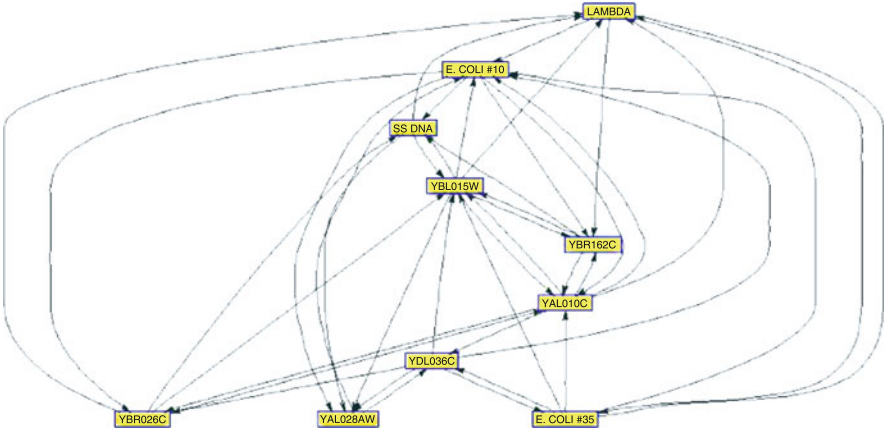 LAMBDA
E. COLI #10
SS DNA
YBL015W
YBR162C
YAL010C
YDL036C
YBR026C
YAL028AW
E. COLI #35